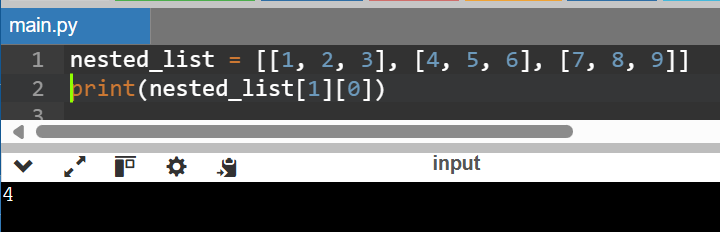 main.py
1 nested_list = [[1, 2, 3], [4, 5, 6], [7, 8, 9]]
2 print(nested_list[1][0])
3
input
4